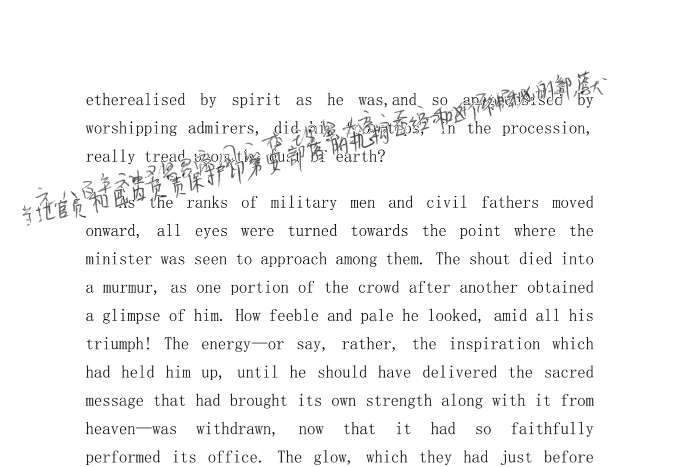 etherealised by spirit as he was, and so by
worshipping admirers, did in the procession,
really tread earth?
As the ranks of military men and civil fathers moved
onward, all eyes were turned towards the point where the
minister was seen to approach among them. The shout died into
a murmur, as one portion of the crowd after another obtained
a glimpse of him. How feeble and pale he looked, amid all his
triumph! The energy—or say, rather, the inspiration which
had held him up, until he should have delivered the sacred
message that had brought its own strength along with it from
heaven—was withdrawn, now that it had so faithfully
performed its office. The glow, which they had just before